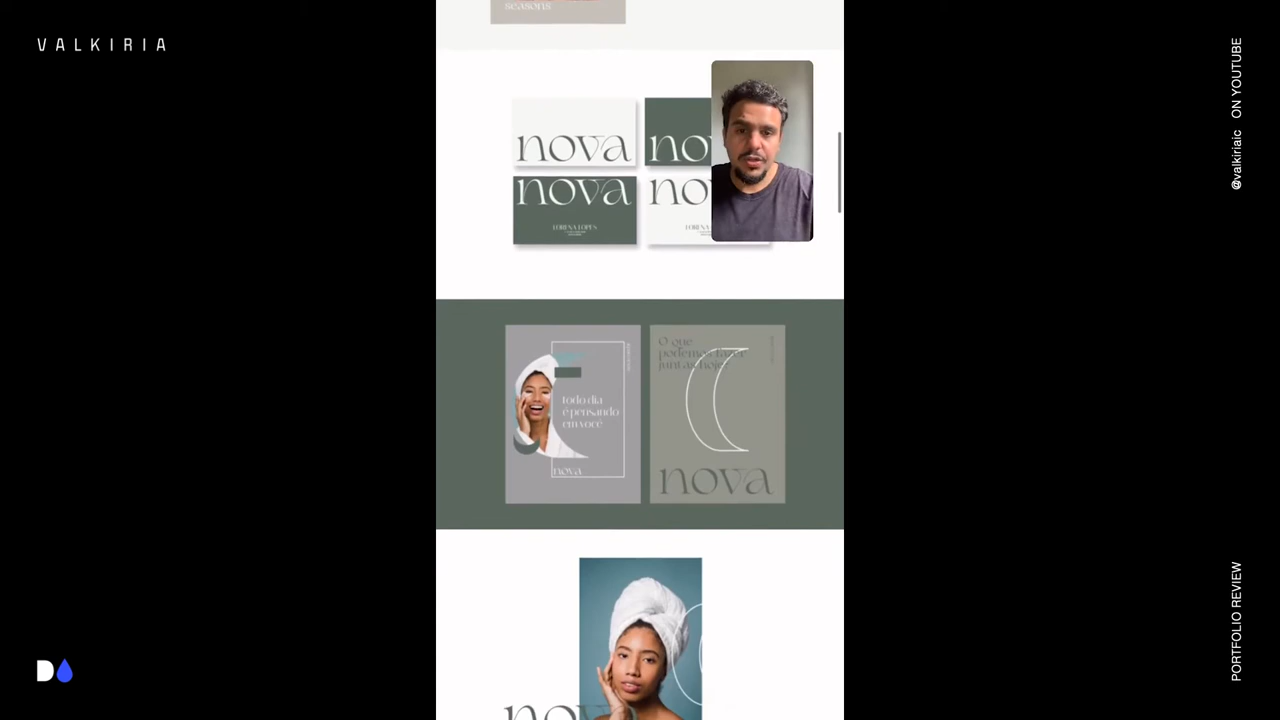 VALKIRIA
seasons
nova
no
nova
LORENA LOPES
no
LORENA L
todo dia
é pensando
em você
nova
O que
podemos fazer
juntas hoje?
nova
nova
@valkiriaic ON YOUTUBE
PORTFOLIO REVIEW
D